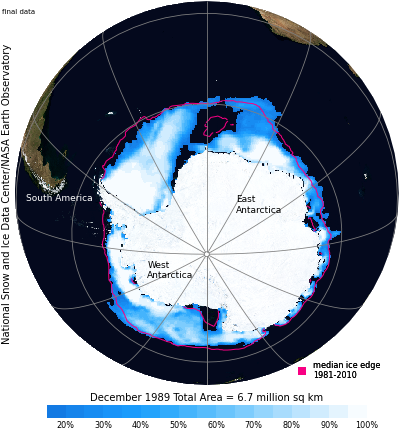 final data
National Snow and Ice Data Center/NASA Earth Observatory
South America
East
Antarctica
West
Antarctica
median ice edge
1981-2010
December 1989 Total Area = 6.7 million sq km
20% 30% 40% 50% 60% 70% 80% 90% 100%